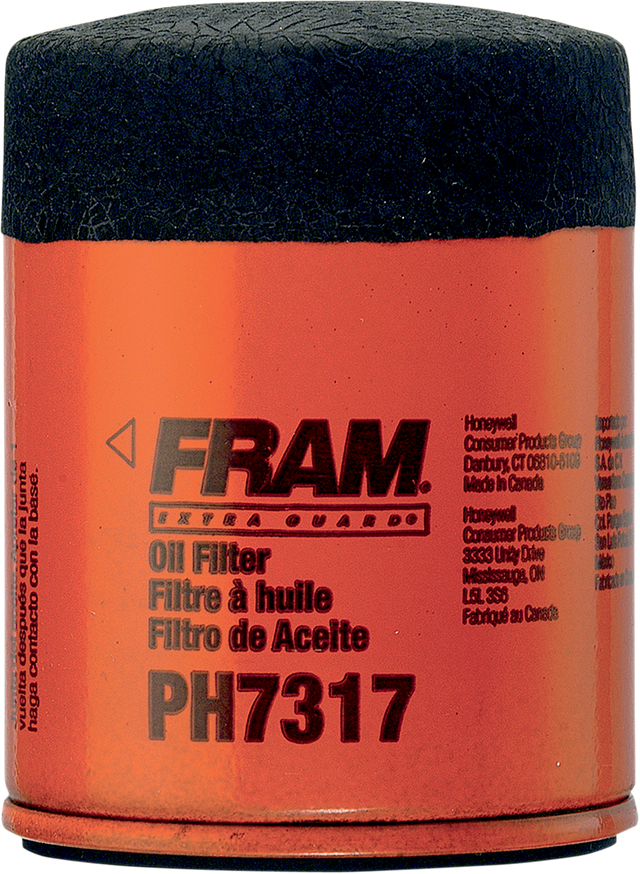 FRAM®
EXTRA GUARD®
Oil Filter
Filtre à huile
Filtro de Aceite
PH7317
Honeywell
Consumer Products Group
Danbury, CT 06810-5109
Made in Canada
Honeywell
Consumer Products Group
3333 Unity Drive
Mississauga, ON
L5L 3S6
Fabriqué au Canada
vuelta después que la junta
haga contacto con la base.